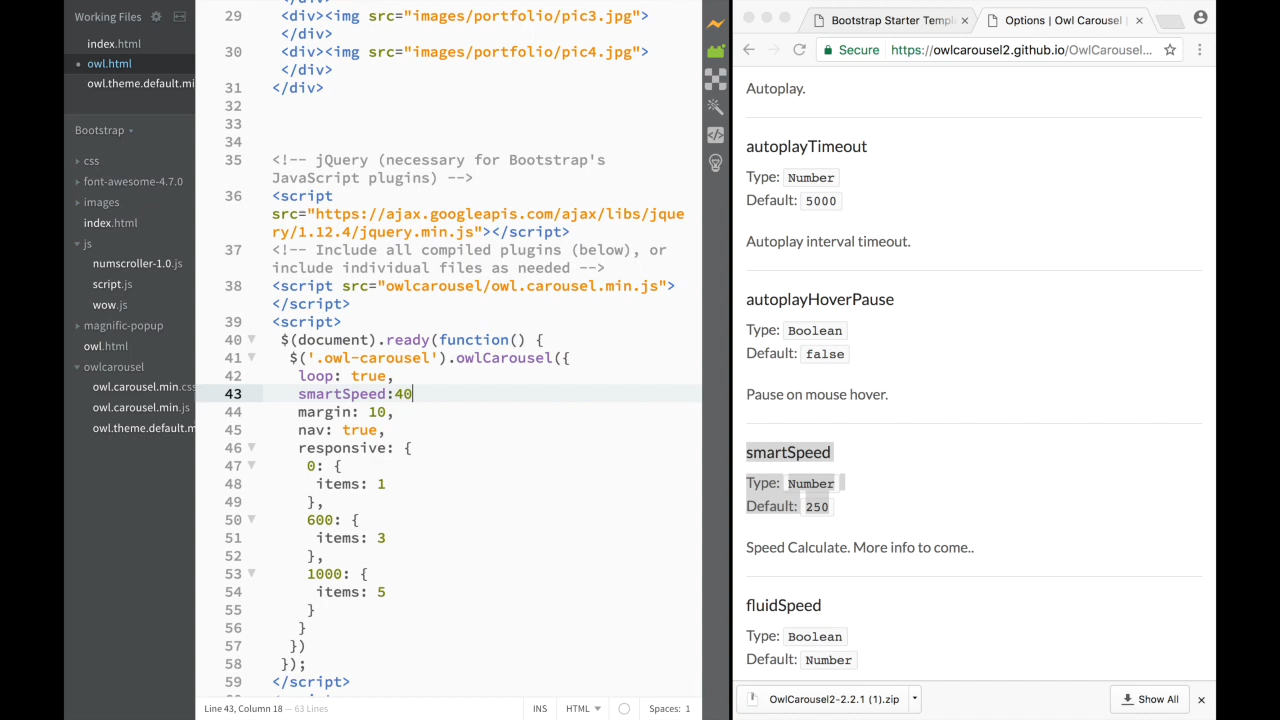 Working Files
index.html
owl.html
owl.theme.default.mi
Bootstrap
css
font-awesome-4.7.0
images
index.html
js
numscroller-1.0.js
script.js
wow.js
magnific-popup
owl.html
owlcarousel
owl.carousel.min.cs
owl.carousel.min.js
owl.theme.default.m
29 <div><img src="images/portfolio/pic3.jpg">
</div>
30 <div><img src="images/portfolio/pic4.jpg">
</div>
31 </div>
32
33
34
35 <!-- jQuery (necessary for Bootstrap's
JavaScript plugins) -->
36 <script
src="https://ajax.googleapis.com/ajax/libs/jque
ry/1.12.4/jquery.min.js"></script>
37 <!-- Include all compiled plugins (below), or
include individual files as needed -->
38 <script src="owlcarousel/owl.carousel.min.js">
</script>
39 <script>
40 $(document).ready(function() {
41 $('.owl-carousel').owlCarousel({
42 loop: true,
43 smartSpeed:40
44 margin: 10,
45 nav: true,
46 responsive: {
47 0: {
48 items: 1
49 },
50 600: {
51 items: 3
52 },
53 1000: {
54 items: 5
55 }
56 }
57 })
58 });
59 </script>
Line 43, Column 18 — 63 Lines
INS
HTML
Spaces: 1
Bootstrap Starter Templ
Options | Owl Carousel |
Secure https://owlcarousel2.github.io/OwlCarousel...
Autoplay.
autoplayTimeout
Type: Number
Default: 5000
Autoplay interval timeout.
autoplayHoverPause
Type: Boolean
Default: false
Pause on mouse hover.
smartSpeed
Type: Number
Default: 250
Speed Calculate. More info to come..
fluidSpeed
Type: Boolean
Default: Number
OwlCarousel2-2.2.1 (1).zip
Show All